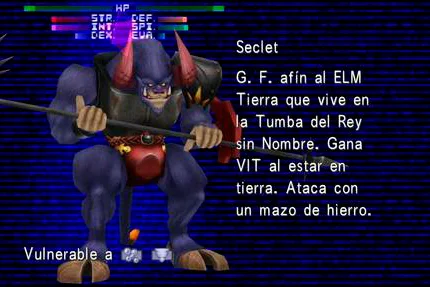 HP
STR. DEF.
INT SPI.
DEX. EVA.
Seclet
G. F. afín al ELM
Tierra que vive en
la Tumba del Rey
sin Nombre. Gana
VIT al estar en
tierra. Ataca con
un mazo de hierro.
Vulnerable a